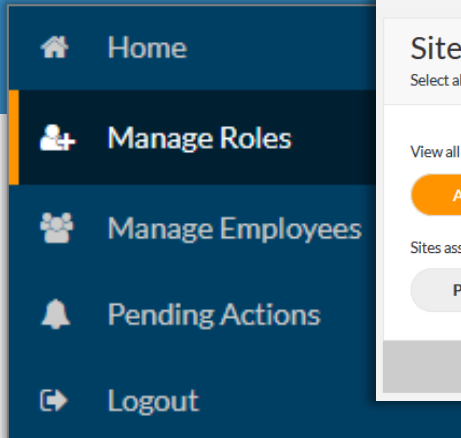 Home
Manage Roles
Manage Employees
Pending Actions
Logout
Site
Select al
View all
A
Sites ass
P